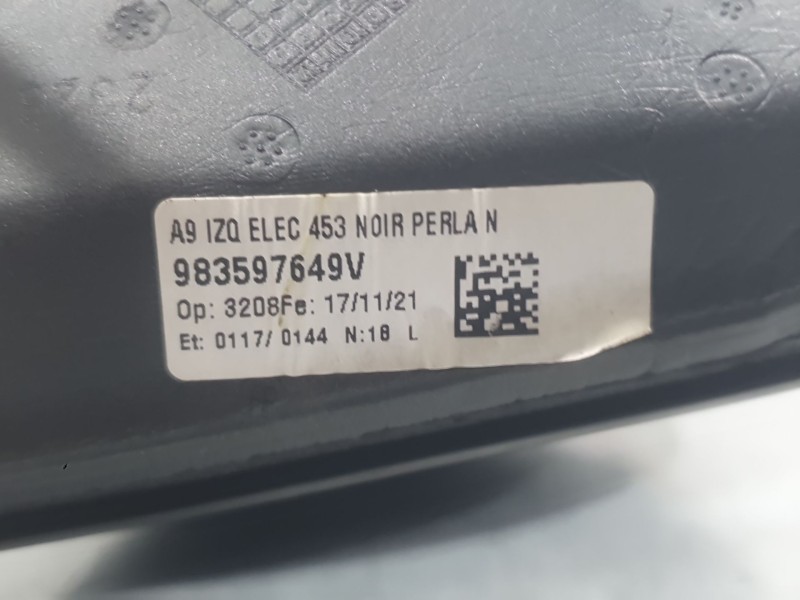 A9 IZQ ELEC 453 NOIR PERLA N
983597649V
Op: 3208Fe: 17/11/21
Et: 0117/ 0144 N:18 L